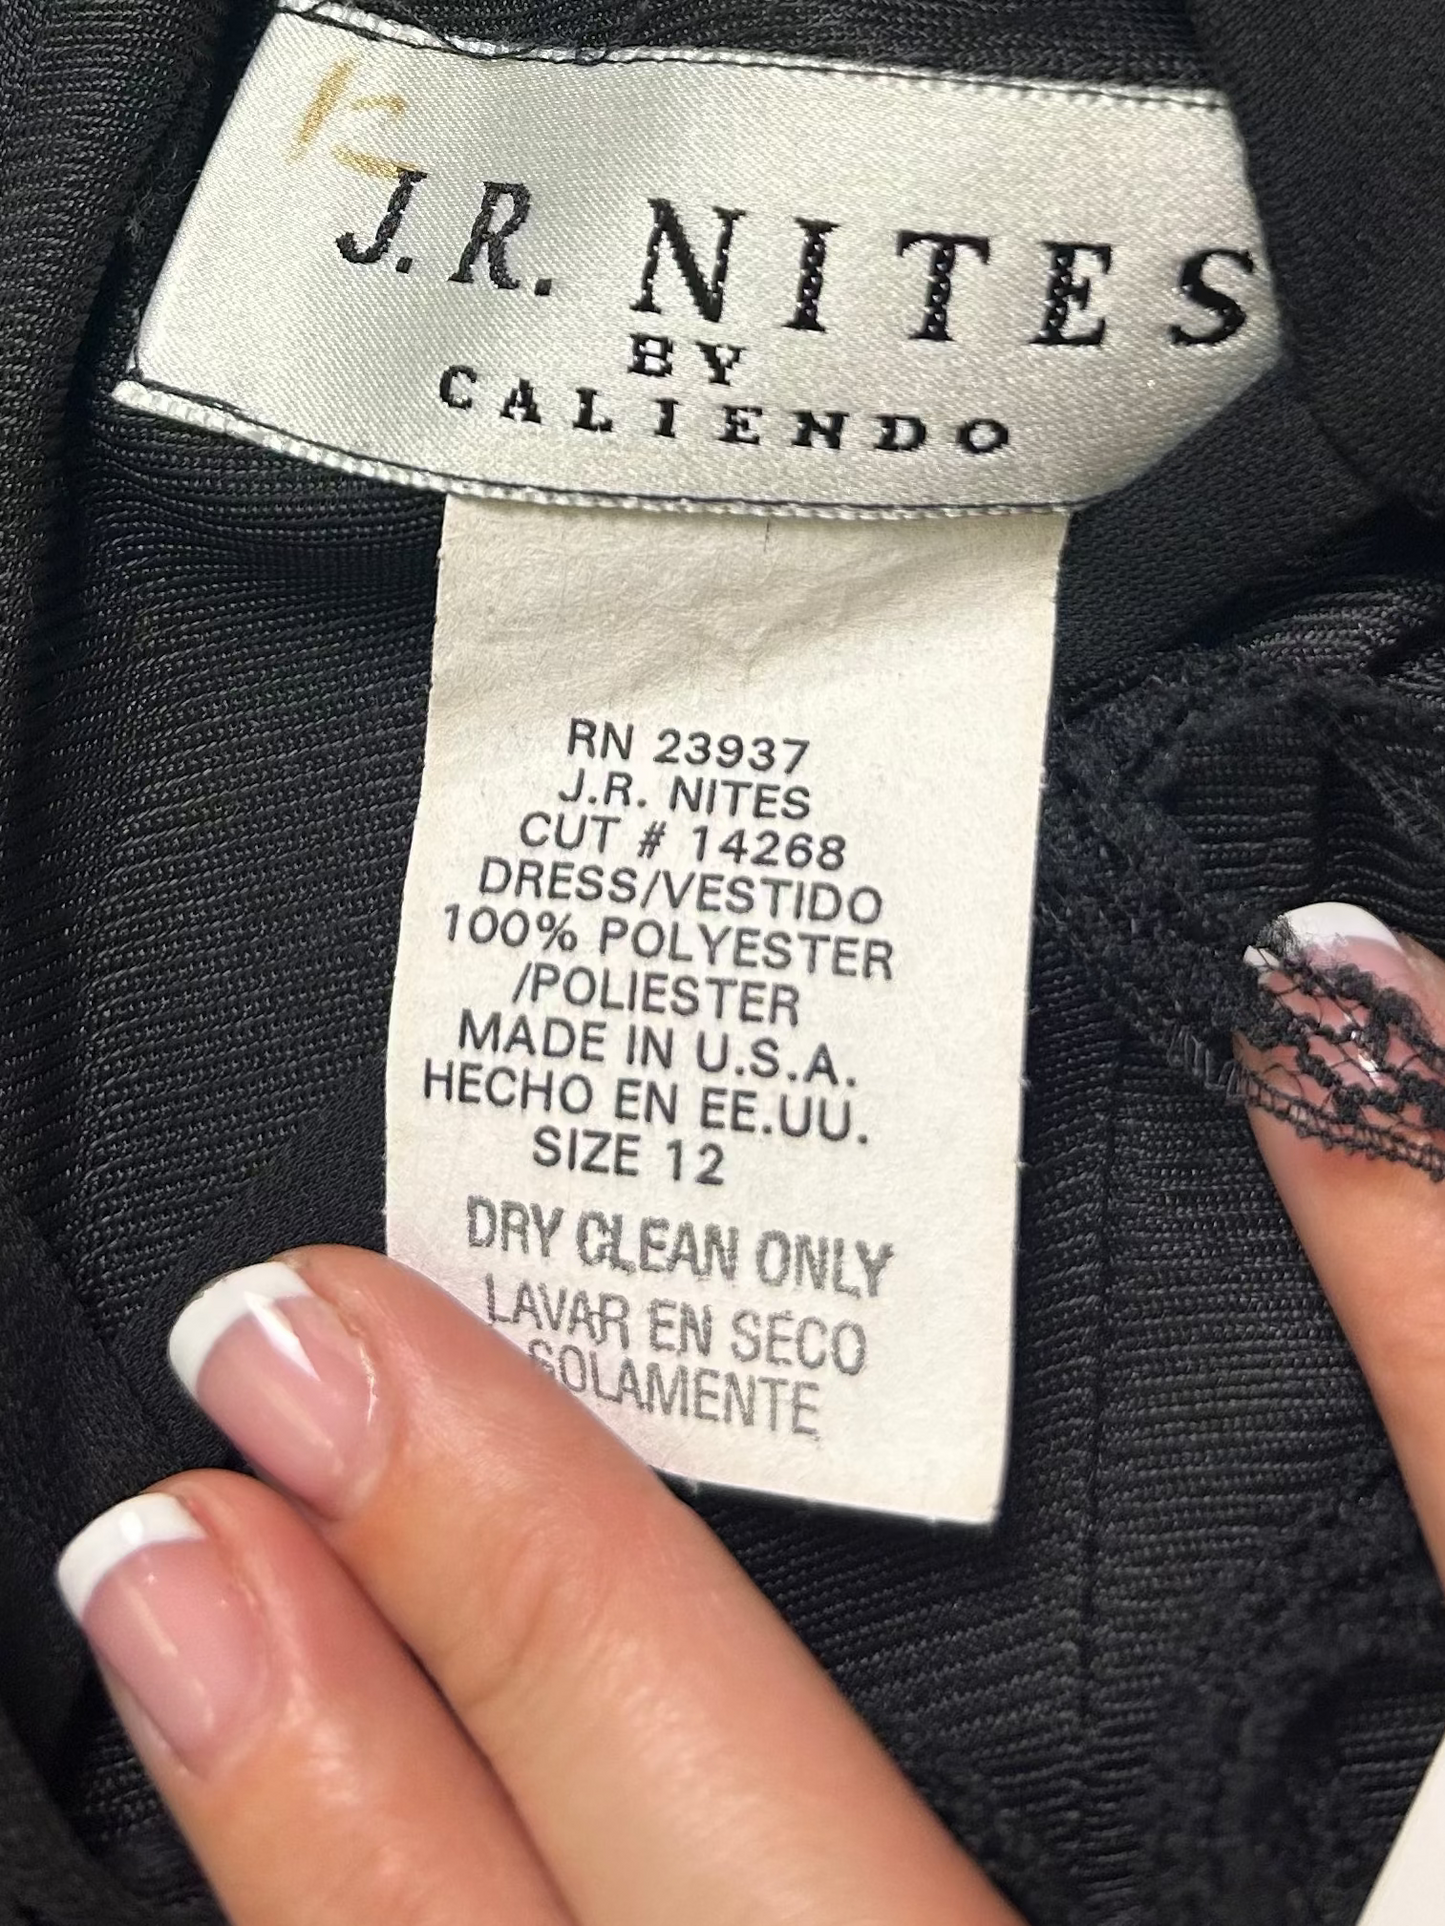 12
J.R. NITES
BY
CALIENDO
RN 23937
J.R. NITES
CUT # 14268
DRESS/VESTIDO
100% POLYESTER
/POLIESTER
MADE IN U.S.A.
HECHO EN EE.UU.
SIZE 12
DRY CLEAN ONLY
LAVAR EN SECO
SOLAMENTE